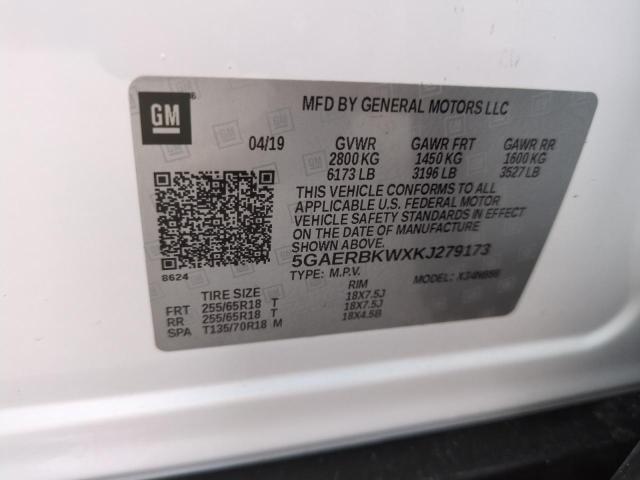 GM
MFD BY GENERAL MOTORS LLC
04/19 GVWR GAWR FRT GAWR RR
2800 KG 1450 KG 1600 KG
6173 LB 3196 LB 3527 LB
THIS VEHICLE CONFORMS TO ALL
APPLICABLE U.S. FEDERAL MOTOR
VEHICLE SAFETY STANDARDS IN EFFECT
ON THE DATE OF MANUFACTURE
SHOWN ABOVE.
5GAERBKWXKJ279173
8624
TYPE: M.P.V. MODEL:
TIRE SIZE RIM
FRT 255/65R18 T 18X7.5J
RR 255/65R18 T 18X7.5J
SPA T135/70R18 M 18X4.5B